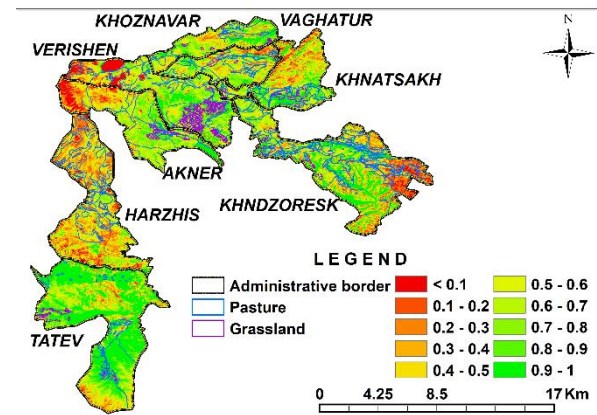 KHOZNAVAR
VAGHATUR
N
VERISHEN
KHNATSAKH
AKNER
KHNDZORESK
HARZHIS
TATEV
LEGEND
Administrative border
Pasture
Grassland
< 0.1
0.1 - 0.2
0.2 - 0.3
0.3 - 0.4
0.4 - 0.5
0.5 - 0.6
0.6 - 0.7
0.7 - 0.8
0.8 - 0.9
0.9 - 1
0 4.25 8.5 17 Km